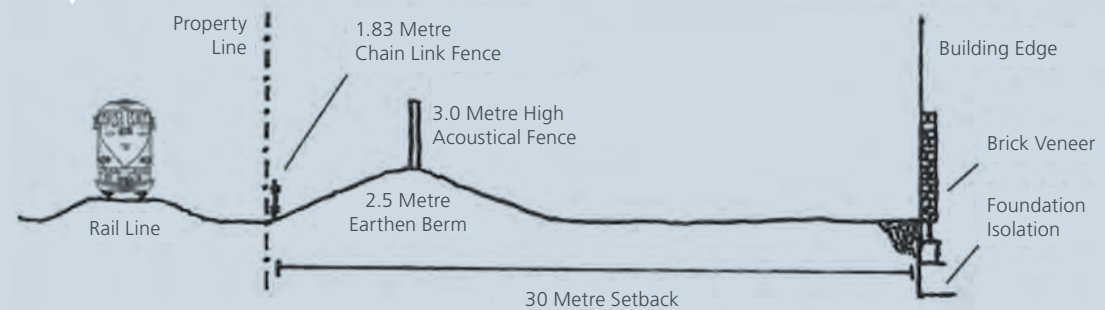 Property
Line
1.83 Metre
Chain Link Fence
Building Edge
3.0 Metre High
Acoustical Fence
Brick Veneer
2.5 Metre
Earthen Berm
Foundation
Isolation
Rail Line
30 Metre Setback